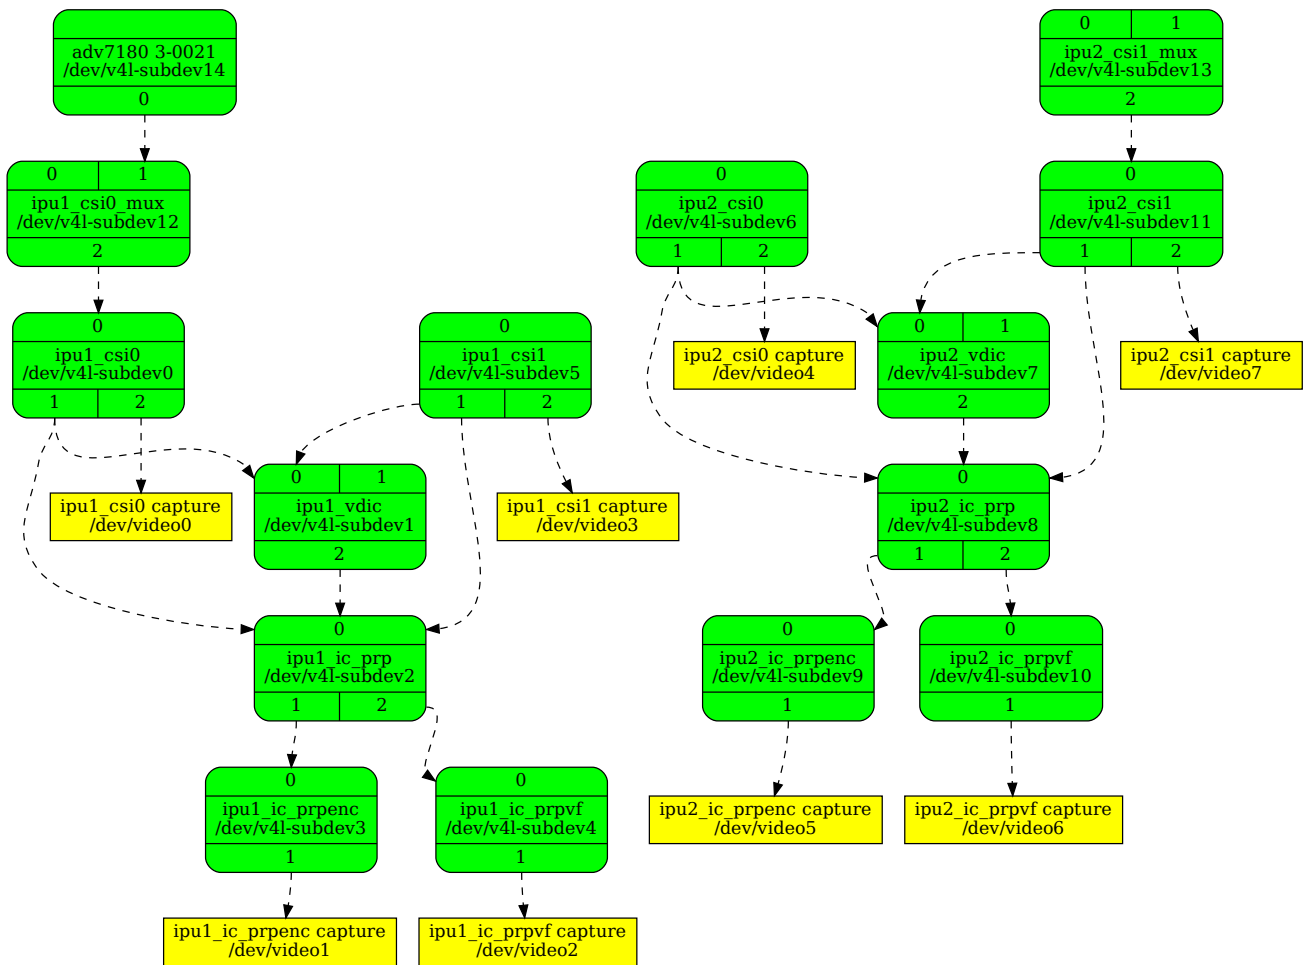 adv7180 3-0021
/dev/v4l-subdev14
0
0 1
ipu1_csi0_mux
/dev/v4l-subdev12
2
0
ipu1_csi0
/dev/v4l-subdev0
1 2
ipu1_csi0 capture
/dev/video0
0
ipu1_csi1
/dev/v4l-subdev5
1 2
ipu1_csi1 capture
/dev/video3
0 1
ipu1_vdic
/dev/v4l-subdev1
2
0
ipu1_ic_prp
/dev/v4l-subdev2
1 2
0
ipu1_ic_prpenc
/dev/v4l-subdev3
1
ipu1_ic_prpenc capture
/dev/video1
0
ipu1_ic_prpvf
/dev/v4l-subdev4
1
ipu1_ic_prpvf capture
/dev/video2
0 1
ipu2_csi1_mux
/dev/v4l-subdev13
2
0
ipu2_csi0
/dev/v4l-subdev6
1 2
ipu2_csi0 capture
/dev/video4
0
ipu2_csi1
/dev/v4l-subdev11
1 2
ipu2_csi1 capture
/dev/video7
0 1
ipu2_vdic
/dev/v4l-subdev7
2
0
ipu2_ic_prp
/dev/v4l-subdev8
1 2
0
ipu2_ic_prpenc
/dev/v4l-subdev9
1
ipu2_ic_prpenc capture
/dev/video5
0
ipu2_ic_prpvf
/dev/v4l-subdev10
1
ipu2_ic_prpvf capture
/dev/video6